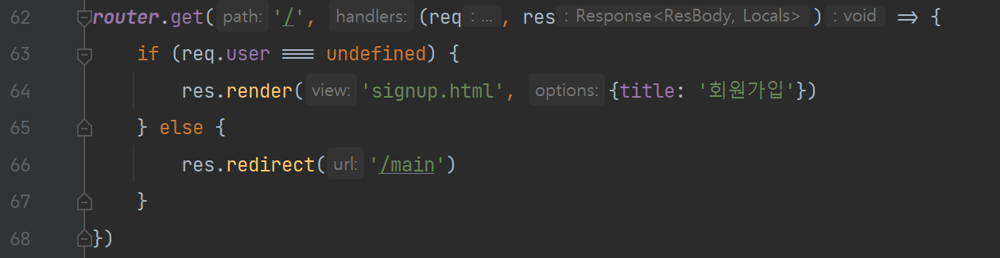 62 router.get( path: '/', handlers: (req : ... , res : Response<ResBody, Locals> ) : void => {
63 if (req.user === undefined) {
64 res.render( view: 'signup.html', options: {title: '회원가입'})
65 } else {
66 res.redirect( url: '/main')
67 }
68 })